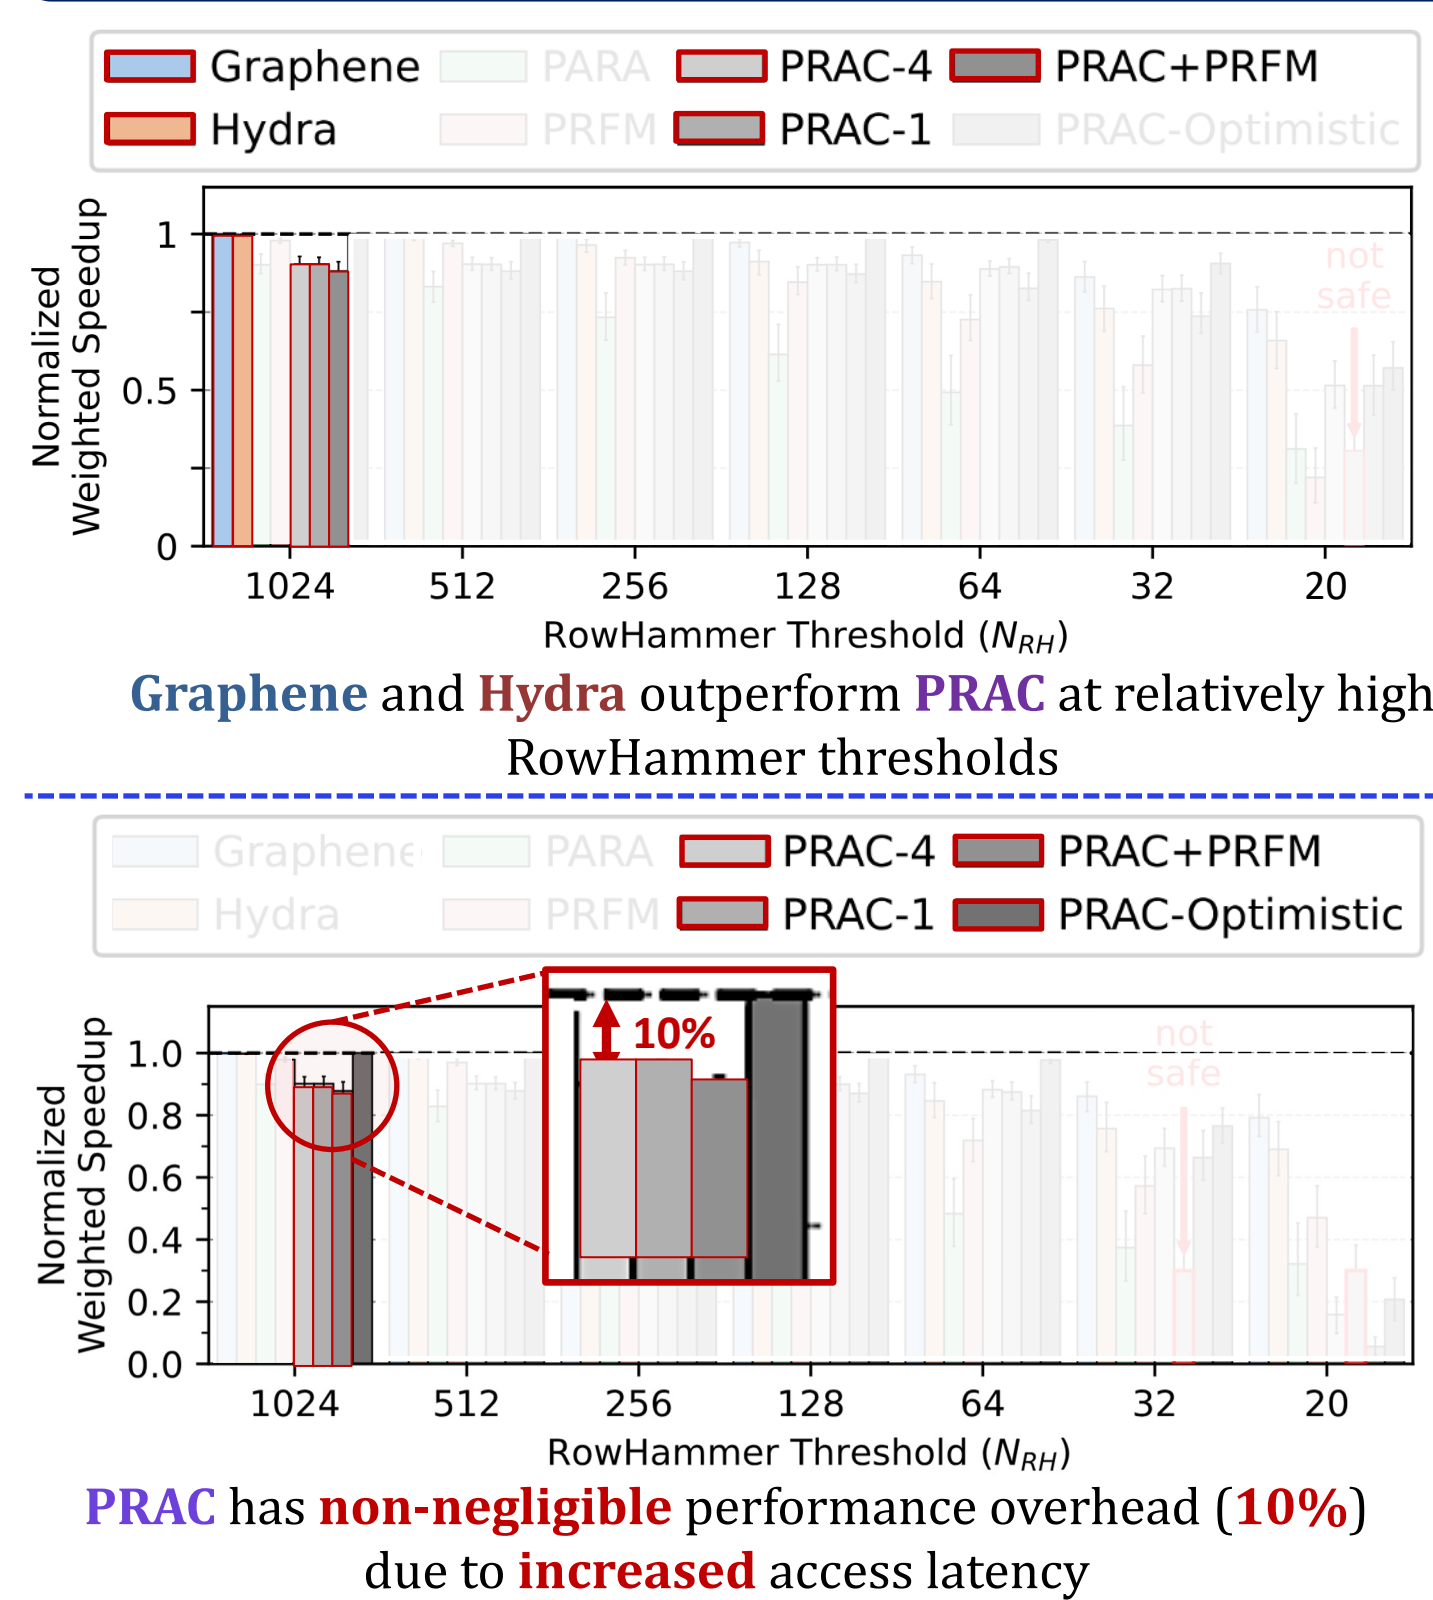 Graphene PARA PRAC-4 PRAC+PRFM
Hydra PRFM PRAC-1 PRAC-Optimistic
Normalized
Weighted Speedup
1
0.5
0
not
safe
1024 512 256 128 64 32 20
RowHammer Threshold (N_RH)
Graphene and Hydra outperform PRAC at relatively high
RowHammer thresholds
Graphene PARA PRAC-4 PRAC+PRFM
Hydra PRFM PRAC-1 PRAC-Optimistic
Normalized
Weighted Speedup
1.0
0.8
0.6
0.4
0.2
0.0
10%
not
safe
1024 512 256 128 64 32 20
RowHammer Threshold (N_RH)
PRAC has non-negligible performance overhead (10%)
due to increased access latency